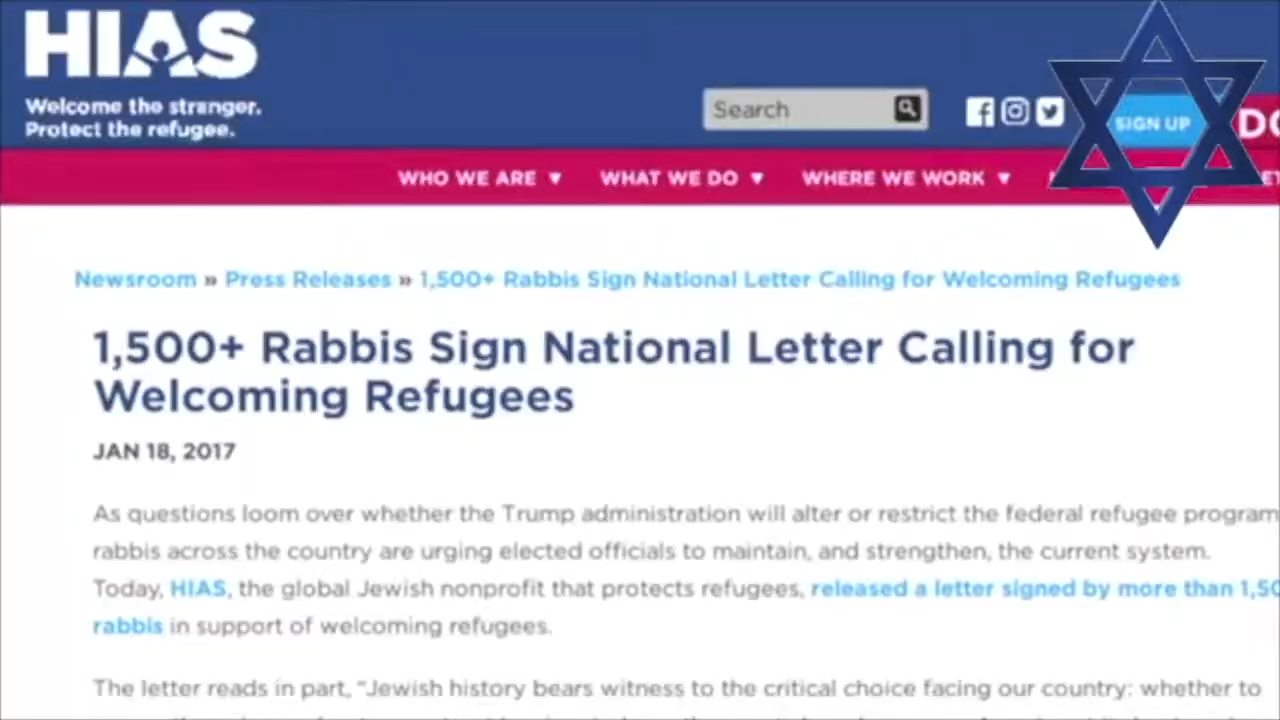 HIAS
Welcome the stranger.
Protect the refugee.
Search
SIGN UP
WHO WE ARE ▼ WHAT WE DO ▼ WHERE WE WORK ▼
Newsroom » Press Releases » 1,500+ Rabbis Sign National Letter Calling for Welcoming Refugees
1,500+ Rabbis Sign National Letter Calling for
Welcoming Refugees
JAN 18, 2017
As questions loom over whether the Trump administration will alter or restrict the federal refugee program
rabbis across the country are urging elected officials to maintain, and strengthen, the current system.
Today, HIAS, the global Jewish nonprofit that protects refugees, released a letter signed by more than 1,50
rabbis in support of welcoming refugees.
The letter reads in part, "Jewish history bears witness to the critical choice facing our country: whether to